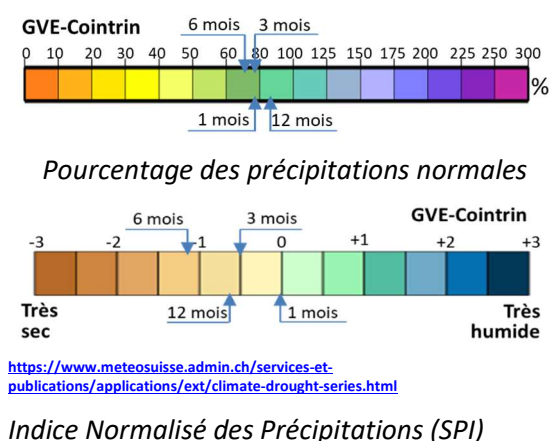 6 mois 3 mois
GVE-Cointrin
0 10 20 30 40 50 60 80 100 125 150 175 200 225 250 300
%
1 mois 12 mois
Pourcentage des précipitations normales
GVE-Cointrin
6 mois 3 mois
-3 -2 -1 0 +1 +2 +3
Très sec
12 mois 1 mois
Très humide
https://www.meteosuisse.admin.ch/services-et-
publications/applications/ext/climate-drought-series.html
Indice Normalisé des Précipitations (SPI)